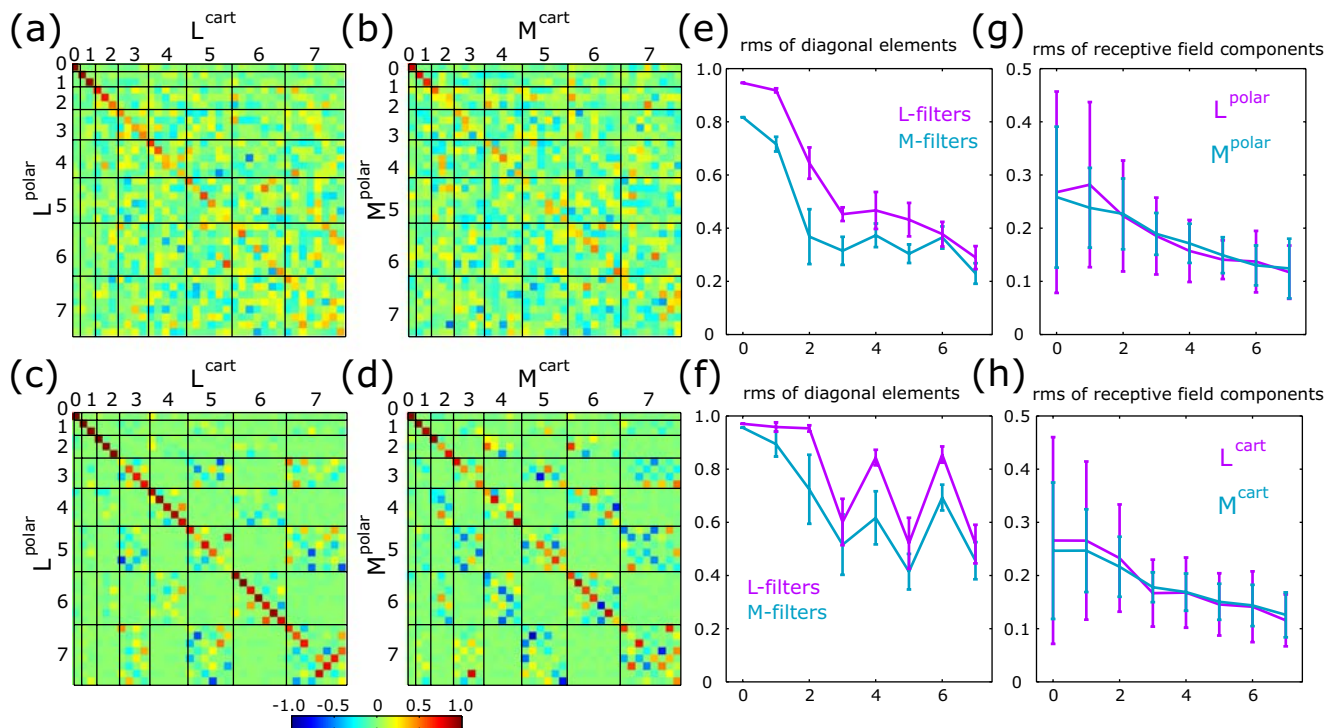 (a)
L^cart
0 1 2 3 4 5 6 7
L^polar
0
1
2
3
4
5
6
7
(b)
M^cart
0 1 2 3 4 5 6 7
M^polar
0
1
2
3
4
5
6
7
(e)
rms of diagonal elements
1.0
0.8
0.6
0.4
0.2
0
L-filters
M-filters
0 2 4 6
(g)
rms of receptive field components
0.5
0.4
0.3
0.2
0.1
0
L^polar
M^polar
0 2 4 6
(c)
L^cart
0 1 2 3 4 5 6 7
L^polar
0
1
2
3
4
5
6
7
(d)
M^cart
0 1 2 3 4 5 6 7
M^polar
0
1
2
3
4
5
6
7
-1.0 -0.5 0 0.5 1.0
(f)
rms of diagonal elements
1.0
0.8
0.6
0.4
0.2
0
L-filters
M-filters
0 2 4 6
(h)
rms of receptive field components
0.5
0.4
0.3
0.2
0.1
0
L^cart
M^cart
0 2 4 6